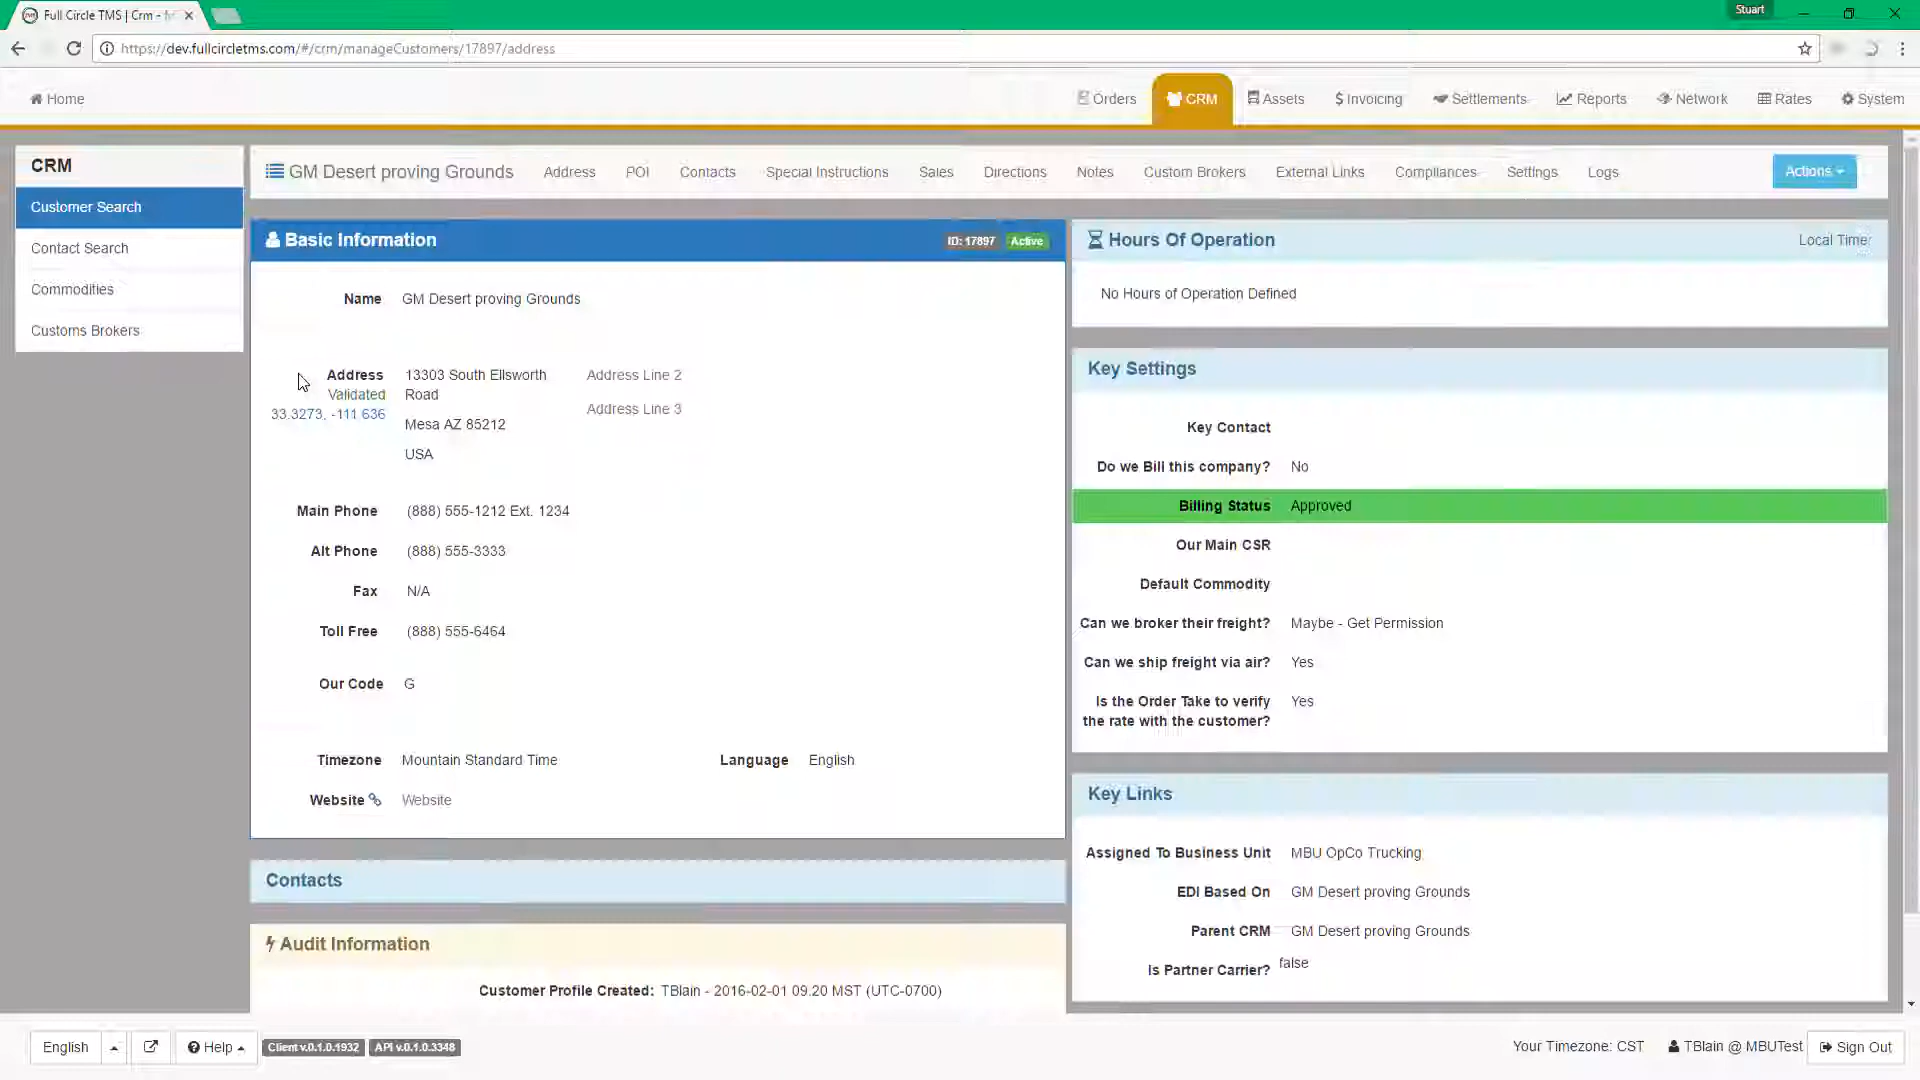 Full Circle TMS | Crm -
Stuart
https://dev.fullcircletms.com/#/crm/manageCustomers/17897/address
Home
Orders
CRM
Assets
$ Invoicing
Settlements
Reports
Network
Rates
System
CRM
Customer Search
Contact Search
Commodities
Customs Brokers
GM Desert proving Grounds
Address
POI
Contacts
Special Instructions
Sales
Directions
Notes
Custom Brokers
External Links
Compliances
Settings
Logs
Actions
Basic Information
ID: 17897
Active
Name GM Desert proving Grounds
Address
Validated
33.3273, -111.636
13303 South Ellsworth
Road
Mesa AZ 85212
USA
Address Line 2
Address Line 3
Main Phone (888) 555-1212 Ext. 1234
Alt Phone (888) 555-3333
Fax N/A
Toll Free (888) 555-6464
Our Code G
Timezone Mountain Standard Time
Language English
Website Website
Contacts
Audit Information
Customer Profile Created: TBlain - 2016-02-01 09.20 MST (UTC-0700)
Hours Of Operation
Local Time:
No Hours of Operation Defined
Key Settings
Key Contact
Do we Bill this company? No
Billing Status Approved
Our Main CSR
Default Commodity
Can we broker their freight? Maybe - Get Permission
Can we ship freight via air? Yes
Is the Order Take to verify Yes
the rate with the customer?
Key Links
Assigned To Business Unit MBU OpCo Trucking
EDI Based On GM Desert proving Grounds
Parent CRM GM Desert proving Grounds
Is Partner Carrier? false
English
Help
Client v.0.1.0.1932
API v.0.1.0.3348
Your Timezone: CST
TBlain @ MBUTest
Sign Out